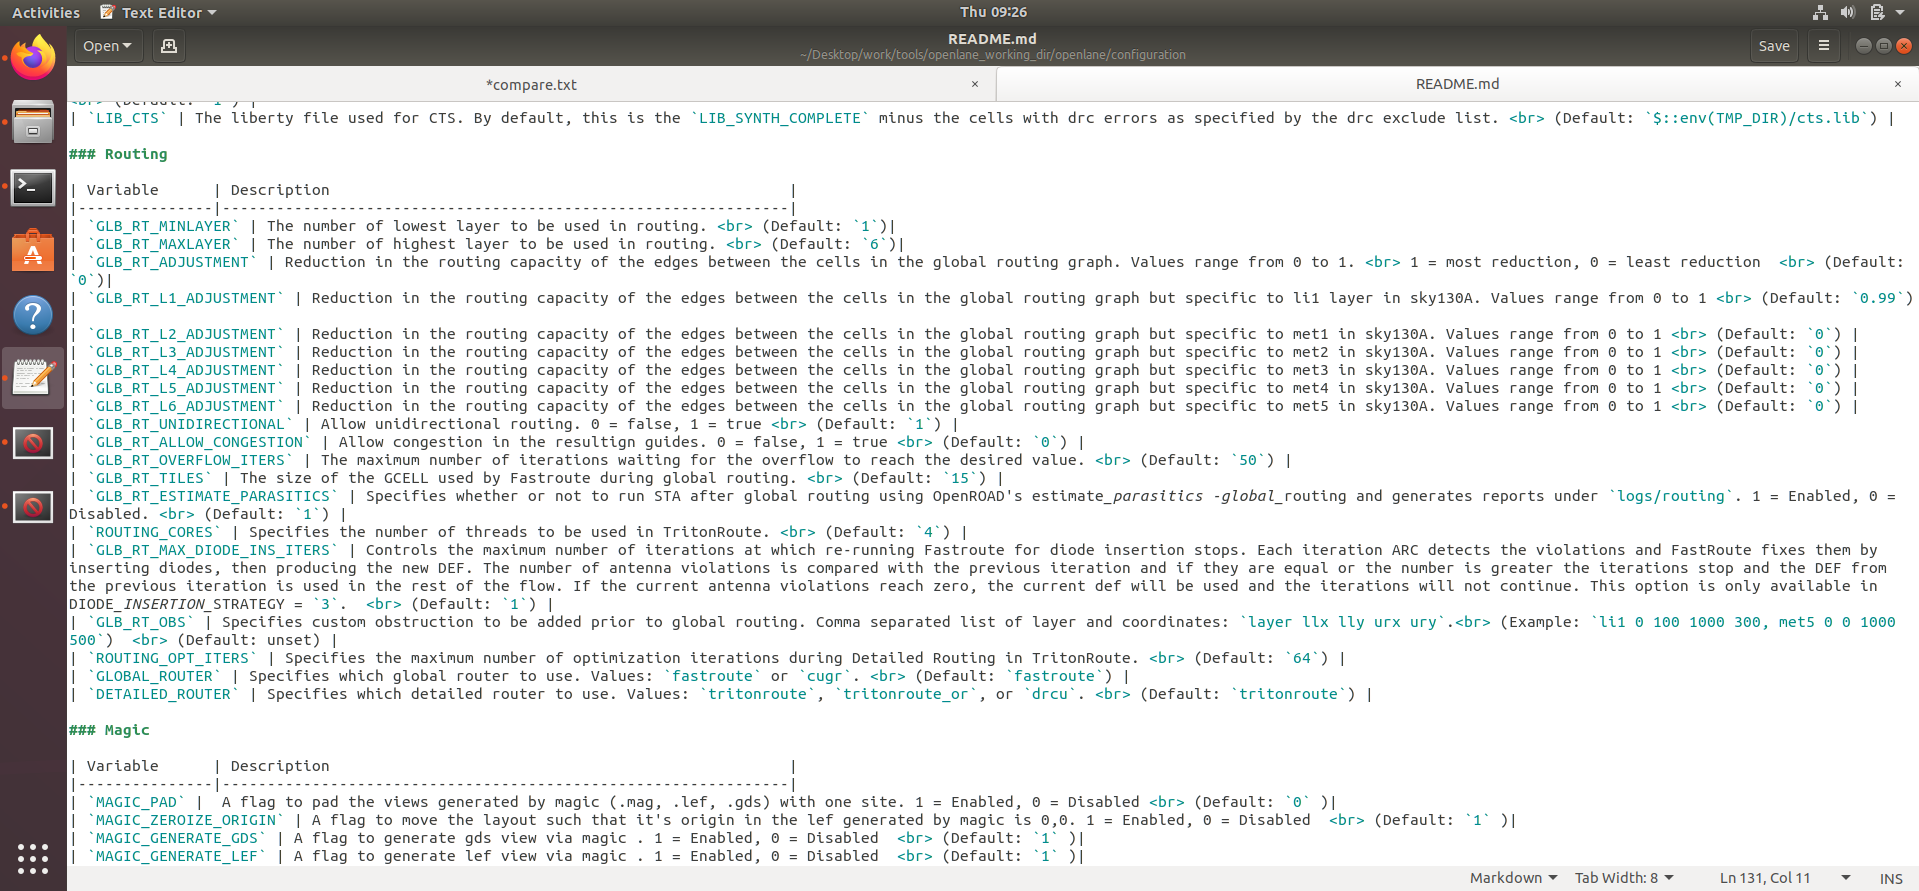 Activities Text Editor Thu 09:26
Open README.md Save
~/Desktop/work/tools/openlane_working_dir/openlane/configuration
*compare.txt × README.md ×
<br> (Default: `1`) |
| `LIB_CTS` | The liberty file used for CTS. By default, this is the `LIB_SYNTH_COMPLETE` minus the cells with drc errors as specified by the drc exclude list. <br> (Default: `$::env(TMP_DIR)/cts.lib`) |
### Routing
| Variable      | Description                                                   |
|---------------|---------------------------------------------------------------|
| `GLB_RT_MINLAYER` | The number of lowest layer to be used in routing. <br> (Default: `1`)|
| `GLB_RT_MAXLAYER` | The number of highest layer to be used in routing. <br> (Default: `6`)|
| `GLB_RT_ADJUSTMENT` | Reduction in the routing capacity of the edges between the cells in the global routing graph. Values range from 0 to 1. <br> 1 = most reduction, 0 = least reduction  <br> (Default:
`0`)|
| `GLB_RT_L1_ADJUSTMENT` | Reduction in the routing capacity of the edges between the cells in the global routing graph but specific to li1 layer in sky130A. Values range from 0 to 1 <br> (Default: `0.99`)
|
| `GLB_RT_L2_ADJUSTMENT` | Reduction in the routing capacity of the edges between the cells in the global routing graph but specific to met1 in sky130A. Values range from 0 to 1 <br> (Default: `0`) |
| `GLB_RT_L3_ADJUSTMENT` | Reduction in the routing capacity of the edges between the cells in the global routing graph but specific to met2 in sky130A. Values range from 0 to 1 <br> (Default: `0`) |
| `GLB_RT_L4_ADJUSTMENT` | Reduction in the routing capacity of the edges between the cells in the global routing graph but specific to met3 in sky130A. Values range from 0 to 1 <br> (Default: `0`) |
| `GLB_RT_L5_ADJUSTMENT` | Reduction in the routing capacity of the edges between the cells in the global routing graph but specific to met4 in sky130A. Values range from 0 to 1 <br> (Default: `0`) |
| `GLB_RT_L6_ADJUSTMENT` | Reduction in the routing capacity of the edges between the cells in the global routing graph but specific to met5 in sky130A. Values range from 0 to 1 <br> (Default: `0`) |
| `GLB_RT_UNIDIRECTIONAL` | Allow unidirectional routing. 0 = false, 1 = true <br> (Default: `1`) |
| `GLB_RT_ALLOW_CONGESTION` | Allow congestion in the resultign guides. 0 = false, 1 = true <br> (Default: `0`) |
| `GLB_RT_OVERFLOW_ITERS` | The maximum number of iterations waiting for the overflow to reach the desired value. <br> (Default: `50`) |
| `GLB_RT_TILES` | The size of the GCELL used by Fastroute during global routing. <br> (Default: `15`) |
| `GLB_RT_ESTIMATE_PARASITICS` | Specifies whether or not to run STA after global routing using OpenROAD's estimate_parasitics -global_routing and generates reports under `logs/routing`. 1 = Enabled, 0 =
Disabled. <br> (Default: `1`) |
| `ROUTING_CORES` | Specifies the number of threads to be used in TritonRoute. <br> (Default: `4`) |
| `GLB_RT_MAX_DIODE_INS_ITERS` | Controls the maximum number of iterations at which re-running Fastroute for diode insertion stops. Each iteration ARC detects the violations and FastRoute fixes them by
inserting diodes, then producing the new DEF. The number of antenna violations is compared with the previous iteration and if they are equal or the number is greater the iterations stop and the DEF from
the previous iteration is used in the rest of the flow. If the current antenna violations reach zero, the current def will be used and the iterations will not continue. This option is only available in
DIODE_INSERTION_STRATEGY = `3`.  <br> (Default: `1`) |
| `GLB_RT_OBS` | Specifies custom obstruction to be added prior to global routing. Comma separated list of layer and coordinates: `layer llx lly urx ury`.<br> (Example: `li1 0 100 1000 300, met5 0 0 1000
500`)  <br> (Default: unset) |
| `ROUTING_OPT_ITERS` | Specifies the maximum number of optimization iterations during Detailed Routing in TritonRoute. <br> (Default: `64`) |
| `GLOBAL_ROUTER` | Specifies which global router to use. Values: `fastroute` or `cugr`. <br> (Default: `fastroute`) |
| `DETAILED_ROUTER` | Specifies which detailed router to use. Values: `tritonroute`, `tritonroute_or`, or `drcu`. <br> (Default: `tritonroute`) |
### Magic
| Variable      | Description                                                   |
|---------------|---------------------------------------------------------------|
| `MAGIC_PAD` |  A flag to pad the views generated by magic (.mag, .lef, .gds) with one site. 1 = Enabled, 0 = Disabled <br> (Default: `0` )|
| `MAGIC_ZEROIZE_ORIGIN` | A flag to move the layout such that it's origin in the lef generated by magic is 0,0. 1 = Enabled, 0 = Disabled  <br> (Default: `1` )|
| `MAGIC_GENERATE_GDS` | A flag to generate gds view via magic . 1 = Enabled, 0 = Disabled  <br> (Default: `1` )|
| `MAGIC_GENERATE_LEF` | A flag to generate lef view via magic . 1 = Enabled, 0 = Disabled  <br> (Default: `1` )|
Markdown Tab Width: 8 Ln 131, Col 11 INS